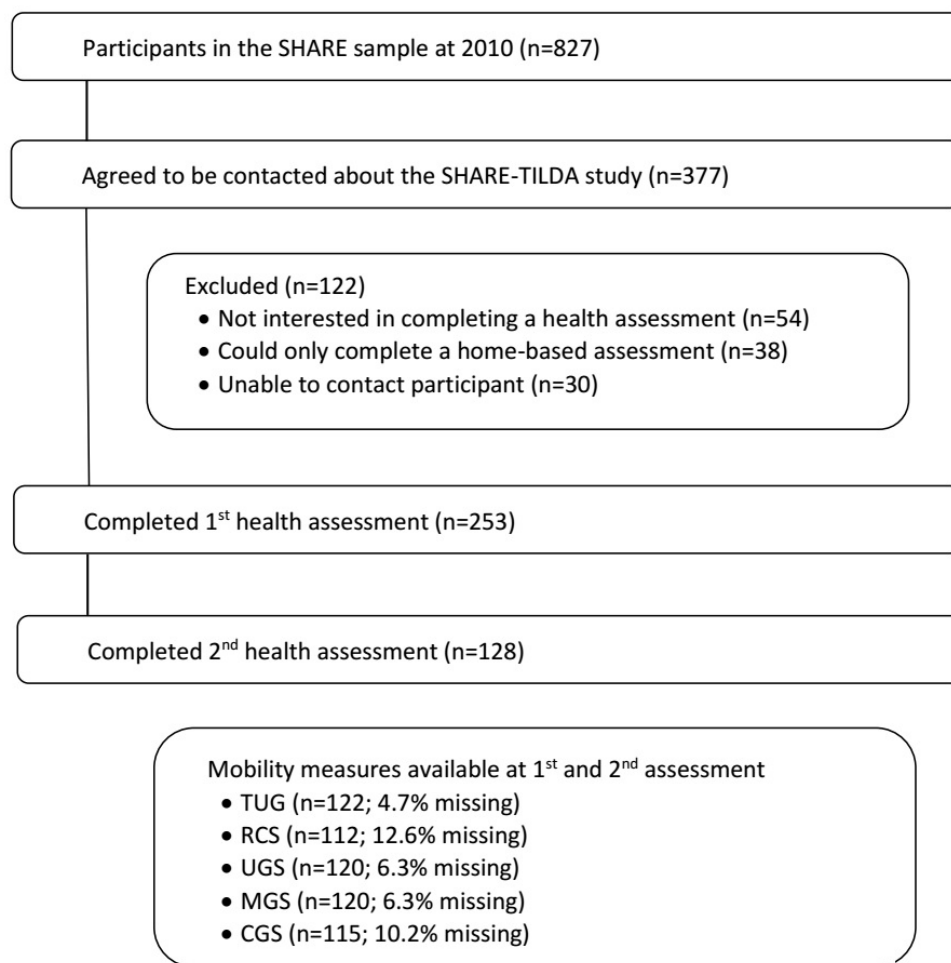 Participants in the SHARE sample at 2010 (n=827)
Agreed to be contacted about the SHARE-TILDA study (n=377)
Excluded (n=122)
• Not interested in completing a health assessment (n=54)
• Could only complete a home-based assessment (n=38)
• Unable to contact participant (n=30)
Completed 1st health assessment (n=253)
Completed 2nd health assessment (n=128)
Mobility measures available at 1st and 2nd assessment
• TUG (n=122; 4.7% missing)
• RCS (n=112; 12.6% missing)
• UGS (n=120; 6.3% missing)
• MGS (n=120; 6.3% missing)
• CGS (n=115; 10.2% missing)